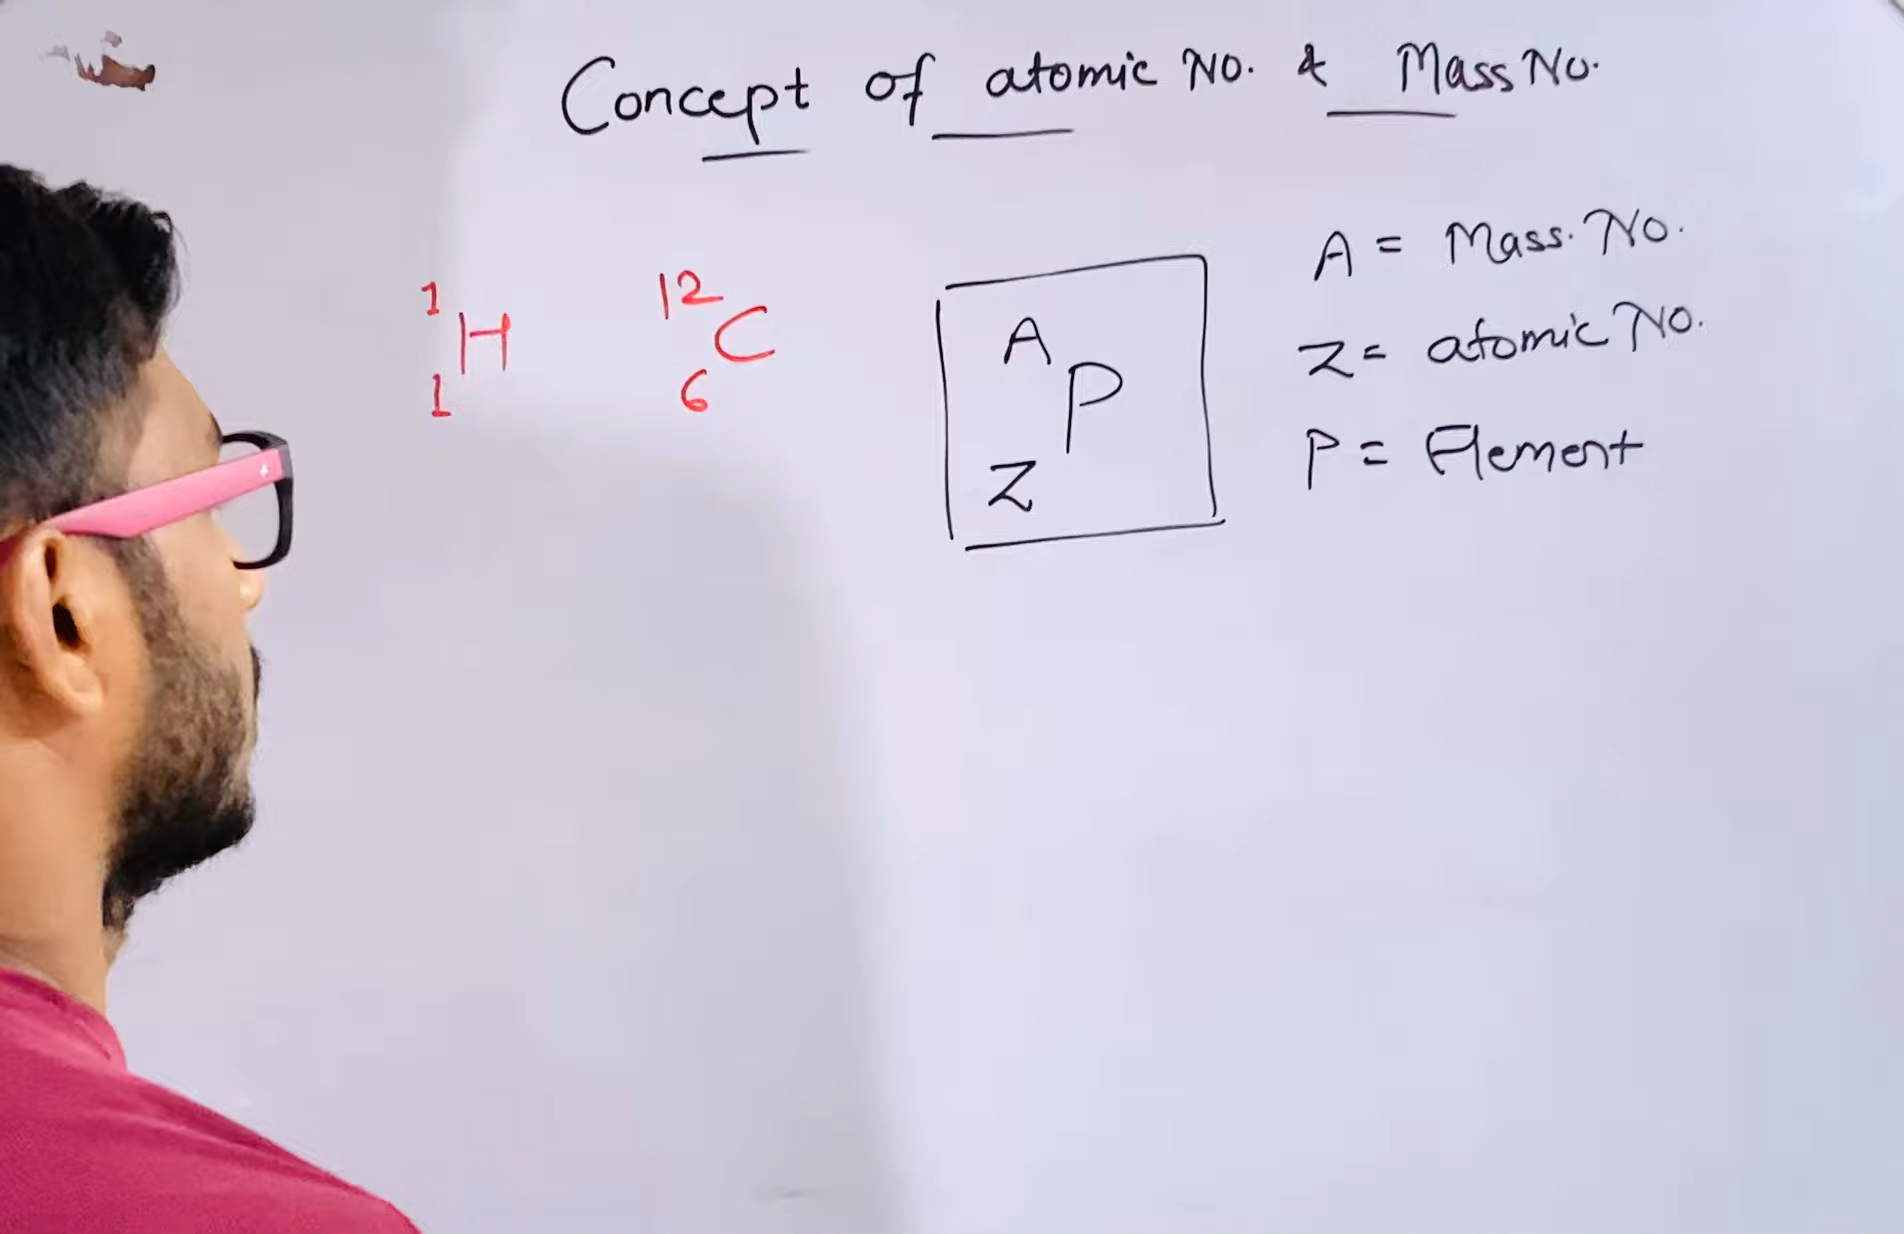 Concept of atomic No. & Mass No.
1
H
1
12
C
6
A
P
Z
A = Mass. No.
Z = atomic No.
P = Element